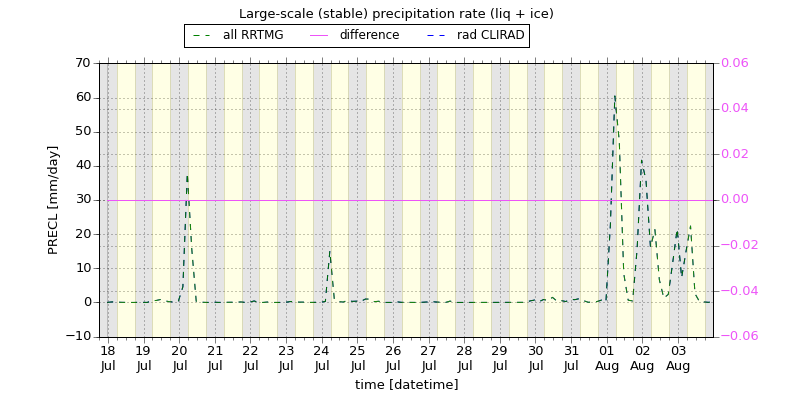 Large-scale (stable) precipitation rate (liq + ice)
all RRTMG difference rad CLIRAD
70
60
50
40
30
20
10
0
−10
PRECL [mm/day]
0.06
0.04
0.02
0.00
−0.02
−0.04
−0.06
18 19 20 21 22 23 24 25 26 27 28 29 30 31 01 02 03
Jul Jul Jul Jul Jul Jul Jul Jul Jul Jul Jul Jul Jul Jul Aug Aug Aug
time [datetime]